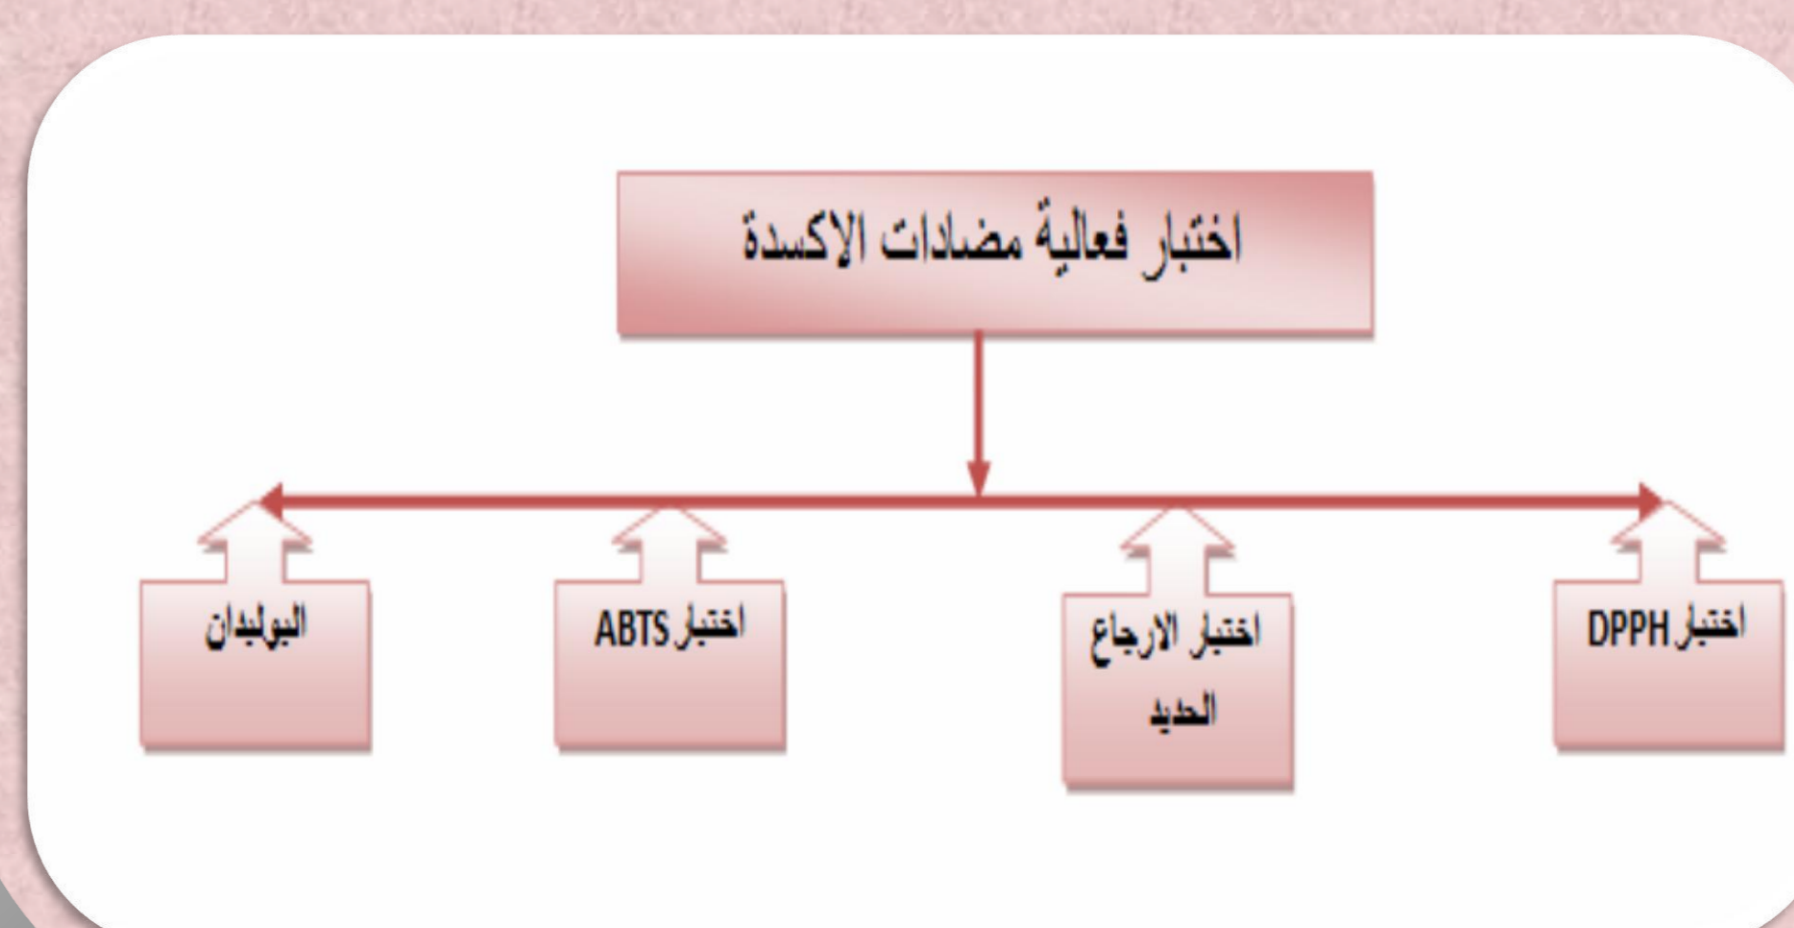 اختبار فعالية مضادات الاكسدة
اختبار DPPH
اختبار الارجاع
الحديد
اختبار ABTS
البوليدان